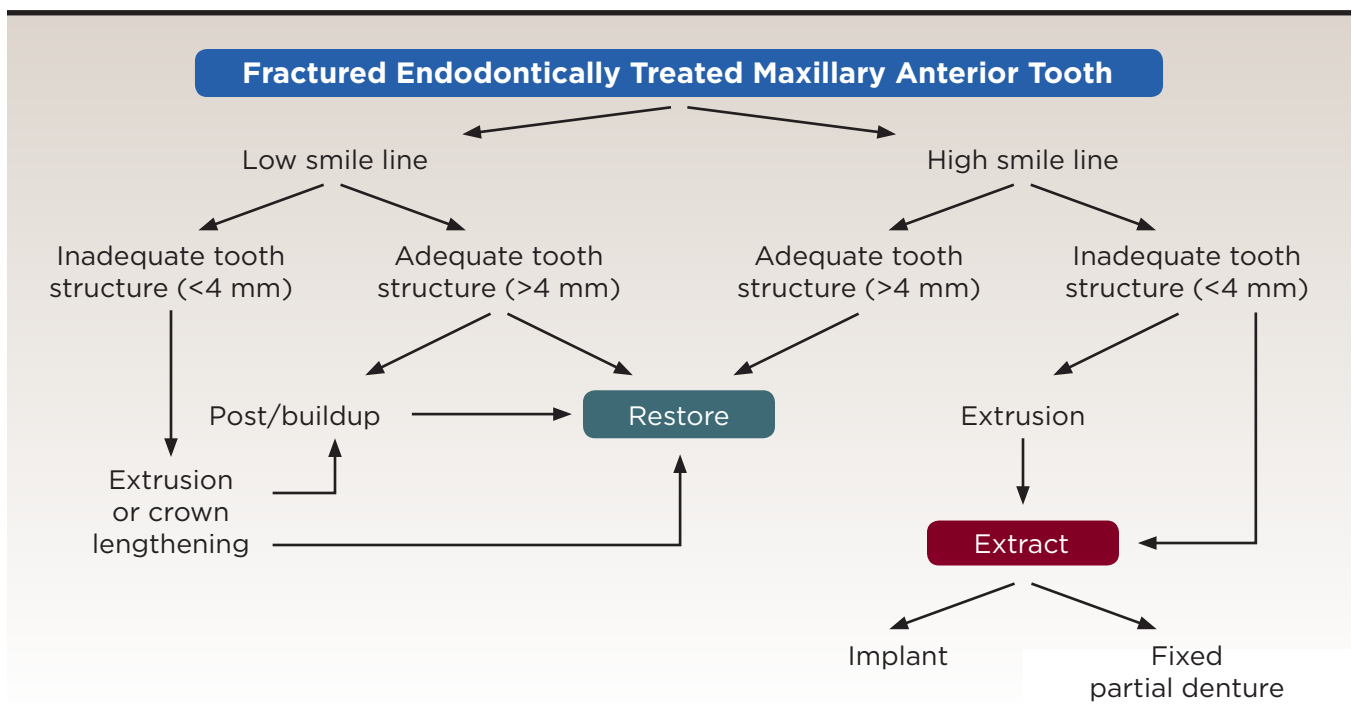 Fractured Endodontically Treated Maxillary Anterior Tooth
Low smile line
High smile line
Inadequate tooth
structure (<4 mm)
Adequate tooth
structure (>4 mm)
Adequate tooth
structure (>4 mm)
Inadequate tooth
structure (<4 mm)
Post/buildup
Restore
Extrusion
Extrusion
or crown
lengthening
Extract
Implant
Fixed
partial denture